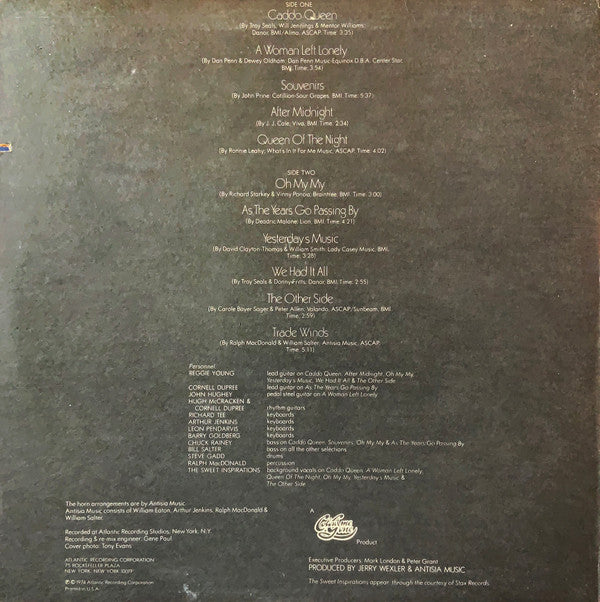 SIDE ONE
Caddo Queen
(By Troy Seals, Will Jennings & Mentor Williams;
Danor, BMI/Almo, ASCAP. Time: 3:35)
A Woman Left Lonely
(By Dan Penn & Dewey Oldham; Dan Penn Music-Equinox D.B.A. Center Star,
BMI. Time: 3:54)
Souvenirs
(By John Prine; Cotillion-Sour Grapes, BMI. Time: 5:37)
After Midnight
(By J. J. Cale; Viva, BMI. Time: 2:34)
Queen Of The Night
(By Ronnie Leahy; What's In It For Me Music, ASCAP. Time: 4:02)
SIDE TWO
Oh My My
(By Richard Starkey & Vinny Poncia; Braintree, BMI. Time: 3:00)
As The Years Go Passing By
(By Deadric Malone; Lion, BMI. Time: 4:21)
Yesterday's Music
(By David Clayton-Thomas & William Smith; Lady Casey Music, BMI.
Time: 3:28)
We Had It All
(By Troy Seals & Donny Fritts; Danor, BMI. Time: 2:55)
The Other Side
(By Carole Bayer Sager & Peter Allen; Valando, ASCAP/Sunbeam, BMI.
Time: 2:59)
Trade Winds
(By Ralph MacDonald & William Salter; Antisia Music, ASCAP.
Time: 5:11)
Personnel
REGGIE YOUNG lead guitar on Caddo Queen, After Midnight, Oh My My,
Yesterday's Music, We Had It All & The Other Side
CORNELL DUPREE lead guitar on As The Years Go Passing By
JOHN HUGHEY pedal steel guitar on A Woman Left Lonely
HUGH McCRACKEN &
CORNELL DUPREE rhythm guitars
RICHARD TEE keyboards
ARTHUR JENKINS keyboards
LEON PENDARVIS keyboards
BARRY GOLDBERG keyboards
CHUCK RAINEY bass on Caddo Queen, Souvenirs, Oh My My & As The Years Go Passing By
BILL SALTER bass on all the other selections
STEVE GADD drums
RALPH MacDONALD percussion
THE SWEET INSPIRATIONS background vocals on Caddo Queen, A Woman Left Lonely,
Queen Of The Night, Oh My My, Yesterday's Music &
The Other Side
The horn arrangements are by Antisia Music
Antisia Music consists of William Eaton, Arthur Jenkins, Ralph MacDonald &
William Salter.
Recorded at Atlantic Recording Studios, New York, N.Y.
Recording & re-mix engineer: Gene Paul
Cover photo: Tony Evans
ATLANTIC RECORDING CORPORATION
75 ROCKEFELLER PLAZA
NEW YORK, NEW YORK 10019
Ⓟ © 1974 Atlantic Recording Corporation
Printed in U.S.A.
A
Product
Executive Producers: Mark London & Peter Grant
PRODUCED BY JERRY WEXLER & ANTISIA MUSIC
The Sweet Inspirations appear through the courtesy of Stax Records